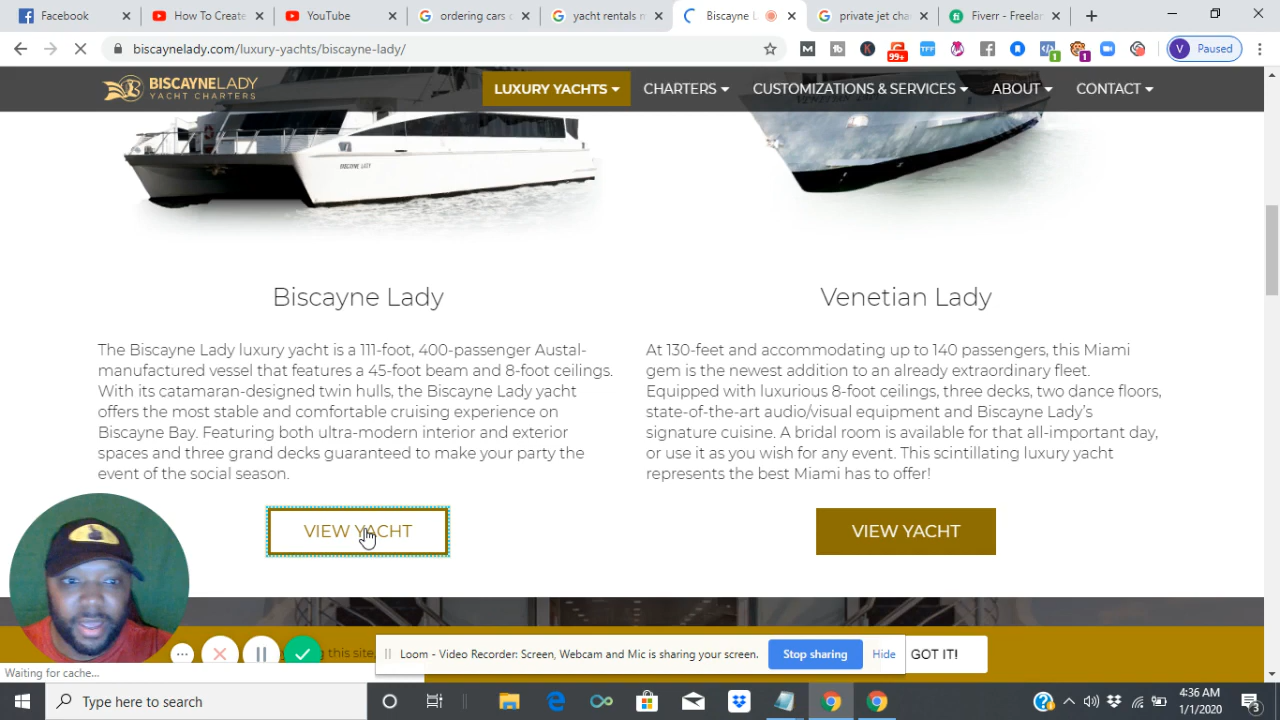 Facebook
How To Create
YouTube
ordering cars o
yacht rentals m
Biscayne L
private jet cha
Fiverr - Freelan
biscaynelady.com/luxury-yachts/biscayne-lady/
99+
TFF
1
1
V Paused
BISCAYNELADY
YACHT CHARTERS
LUXURY YACHTS
CHARTERS
CUSTOMIZATIONS & SERVICES
ABOUT
CONTACT
BISCAYNE LADY
Biscayne Lady
The Biscayne Lady luxury yacht is a 111-foot, 400-passenger Austal-
manufactured vessel that features a 45-foot beam and 8-foot ceilings.
With its catamaran-designed twin hulls, the Biscayne Lady yacht
offers the most stable and comfortable cruising experience on
Biscayne Bay. Featuring both ultra-modern interior and exterior
spaces and three grand decks guaranteed to make your party the
event of the social season.
VIEW YACHT
Venetian Lady
At 130-feet and accommodating up to 140 passengers, this Miami
gem is the newest addition to an already extraordinary fleet.
Equipped with luxurious 8-foot ceilings, three decks, two dance floors,
state-of-the-art audio/visual equipment and Biscayne Lady's
signature cuisine. A bridal room is available for that all-important day,
or use it as you wish for any event. This scintillating luxury yacht
represents the best Miami has to offer!
VIEW YACHT
this site,
Loom - Video Recorder: Screen, Webcam and Mic is sharing your screen.
Stop sharing
Hide
GOT IT!
Waiting for cache...
Type here to search
4:36 AM
1/1/2020
3